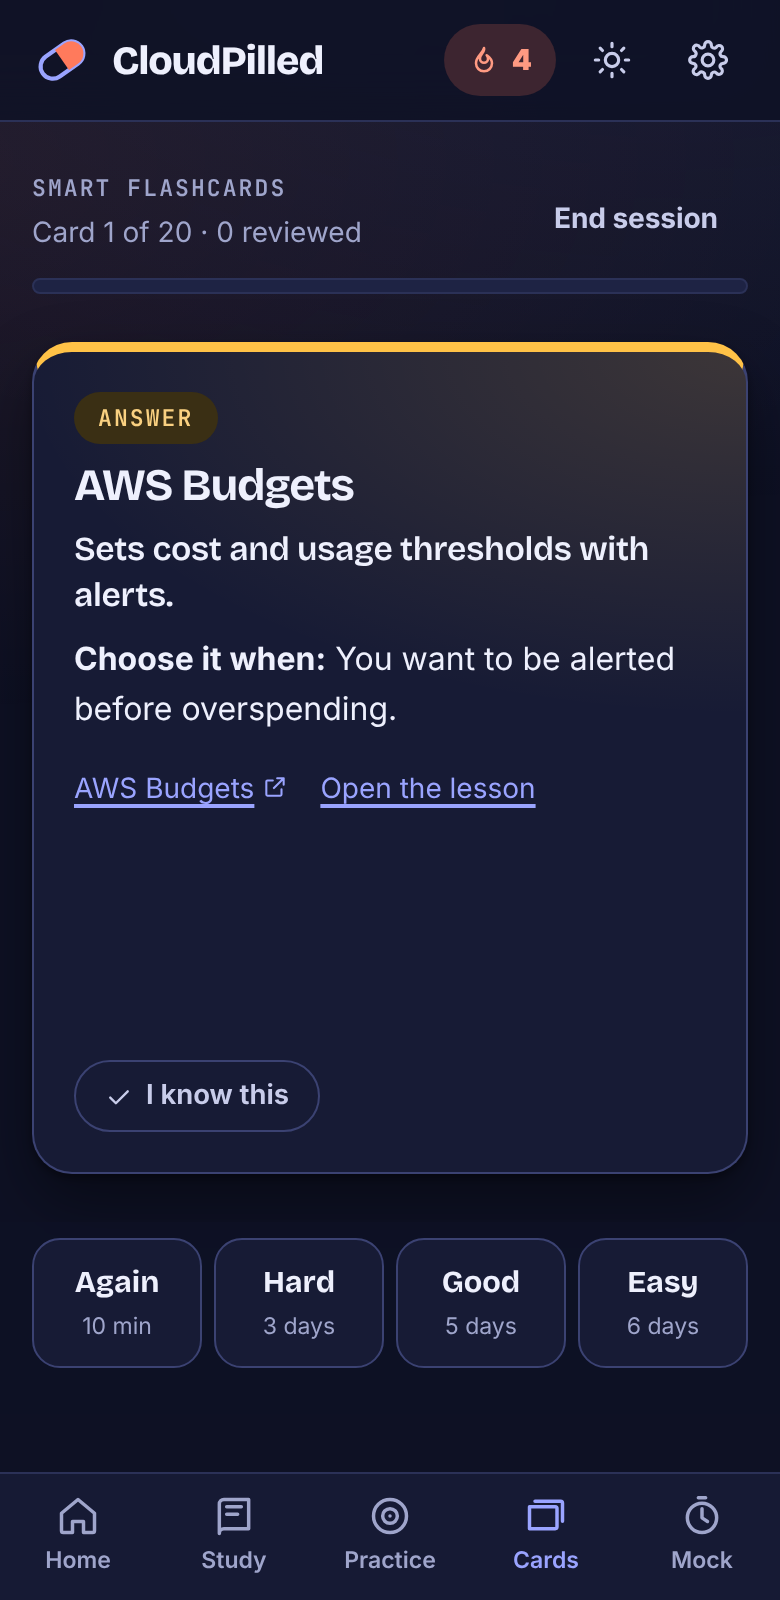 CloudPilled
4
SMART FLASHCARDS
Card 1 of 20 · 0 reviewed
End session
ANSWER
AWS Budgets
Sets cost and usage thresholds with
alerts.
Choose it when: You want to be alerted
before overspending.
AWS Budgets Open the lesson
I know this
Again Hard Good Easy
10 min 3 days 5 days 6 days
Home Study Practice Cards Mock